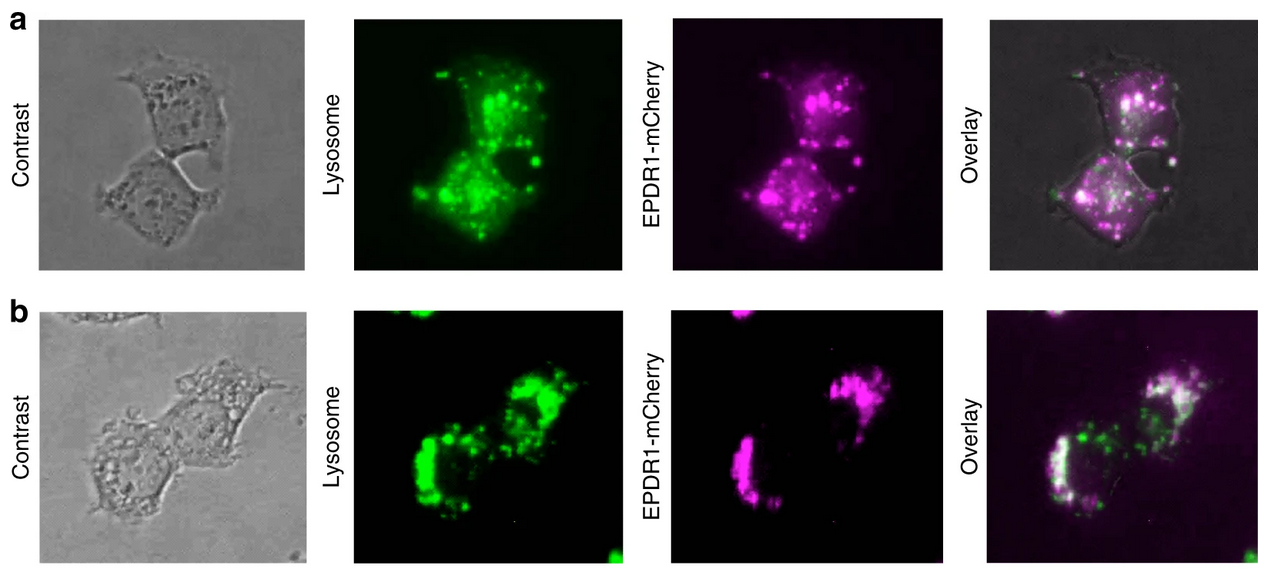 a
Contrast
Lysosome
EPDR1-mCherry
Overlay
b
Contrast
Lysosome
EPDR1-mCherry
Overlay